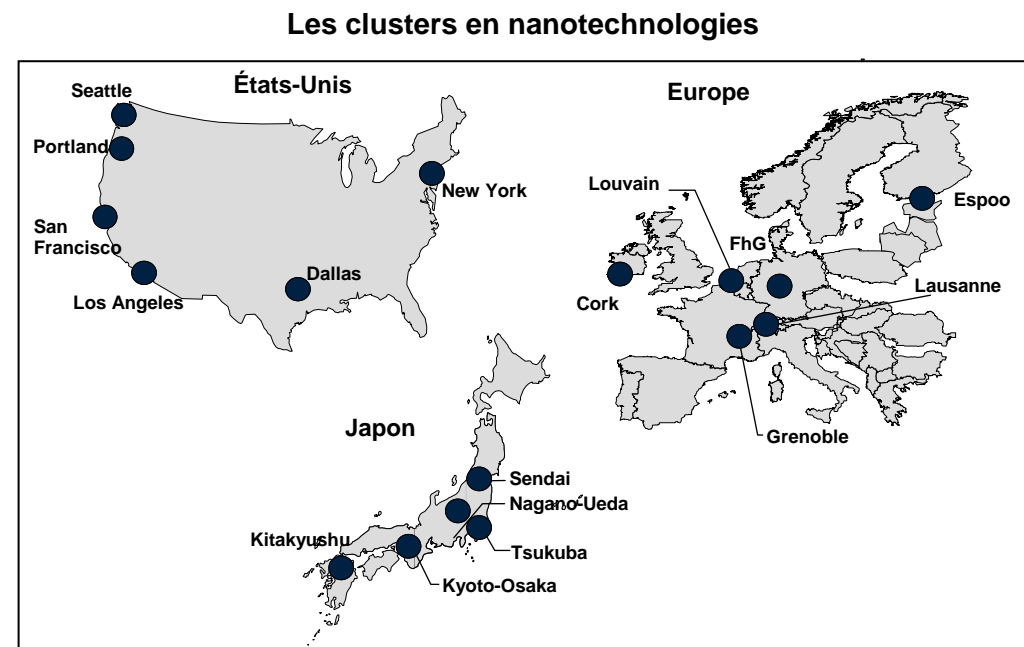 Les clusters en nanotechnologies
États-Unis
Seattle
Portland
San
Francisco
Los Angeles
Dallas
New York
Europe
Louvain
Espoo
FhG
Lausanne
Cork
Grenoble
Japon
Sendai
Nagano-Ueda
Kitakyushu
Tsukuba
Kyoto-Osaka